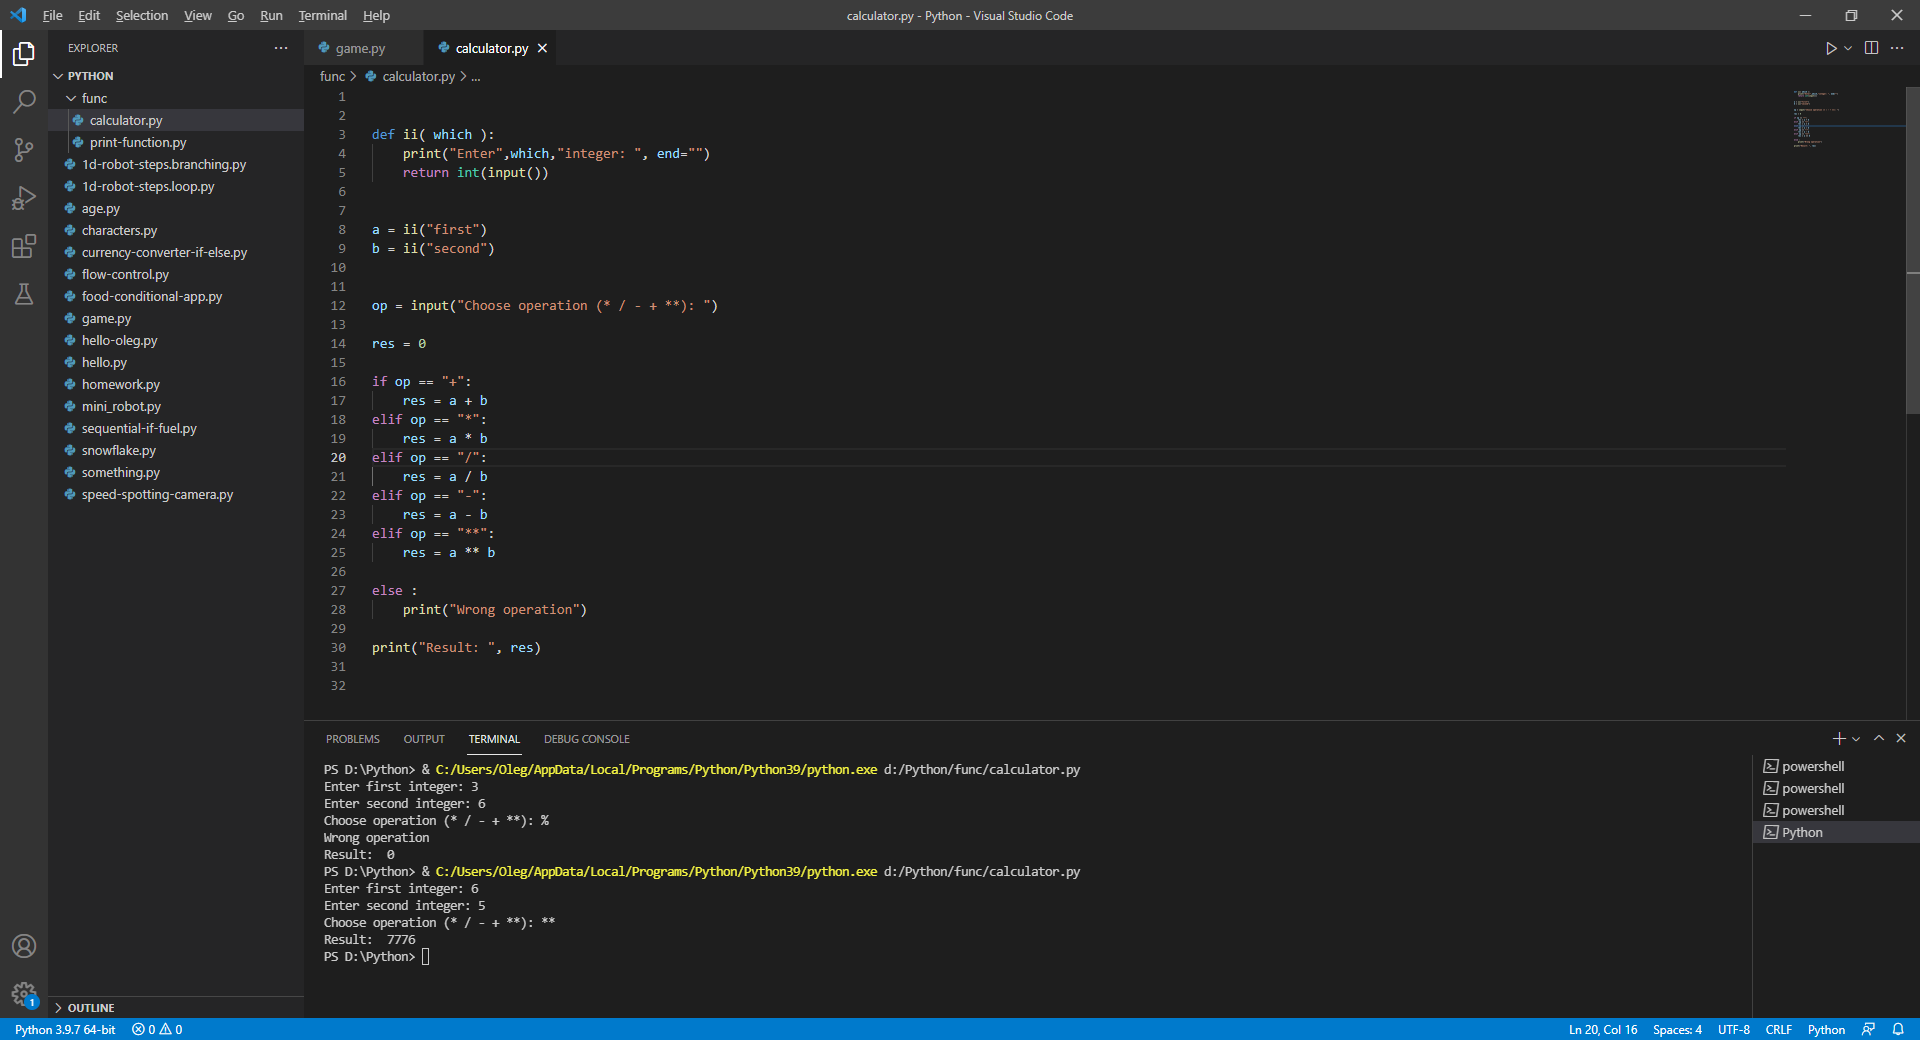 File Edit Selection View Go Run Terminal Help
calculator.py - Python - Visual Studio Code
EXPLORER
PYTHON
func
calculator.py
print-function.py
1d-robot-steps.branching.py
1d-robot-steps.loop.py
age.py
characters.py
currency-converter-if-else.py
flow-control.py
food-conditional-app.py
game.py
hello-oleg.py
hello.py
homework.py
mini_robot.py
sequential-if-fuel.py
snowflake.py
something.py
speed-spotting-camera.py
OUTLINE
1
game.py calculator.py
func > calculator.py > ...
1
2
3 def ii( which ):
4     print("Enter",which,"integer: ", end="")
5     return int(input())
6
7
8 a = ii("first")
9 b = ii("second")
10
11
12 op = input("Choose operation (* / - + **): ")
13
14 res = 0
15
16 if op == "+":
17     res = a + b
18 elif op == "*":
19     res = a * b
20 elif op == "/":
21     res = a / b
22 elif op == "-":
23     res = a - b
24 elif op == "**":
25     res = a ** b
26
27 else :
28     print("Wrong operation")
29
30 print("Result: ", res)
31
32
PROBLEMS OUTPUT TERMINAL DEBUG CONSOLE
PS D:\Python> & C:/Users/Oleg/AppData/Local/Programs/Python/Python39/python.exe d:/Python/func/calculator.py
Enter first integer: 3
Enter second integer: 6
Choose operation (* / - + **): %
Wrong operation
Result:  0
PS D:\Python> & C:/Users/Oleg/AppData/Local/Programs/Python/Python39/python.exe d:/Python/func/calculator.py
Enter first integer: 6
Enter second integer: 5
Choose operation (* / - + **): **
Result:  7776
PS D:\Python>
powershell
powershell
powershell
Python
Python 3.9.7 64-bit 0 0
Ln 20, Col 16 Spaces: 4 UTF-8 CRLF Python